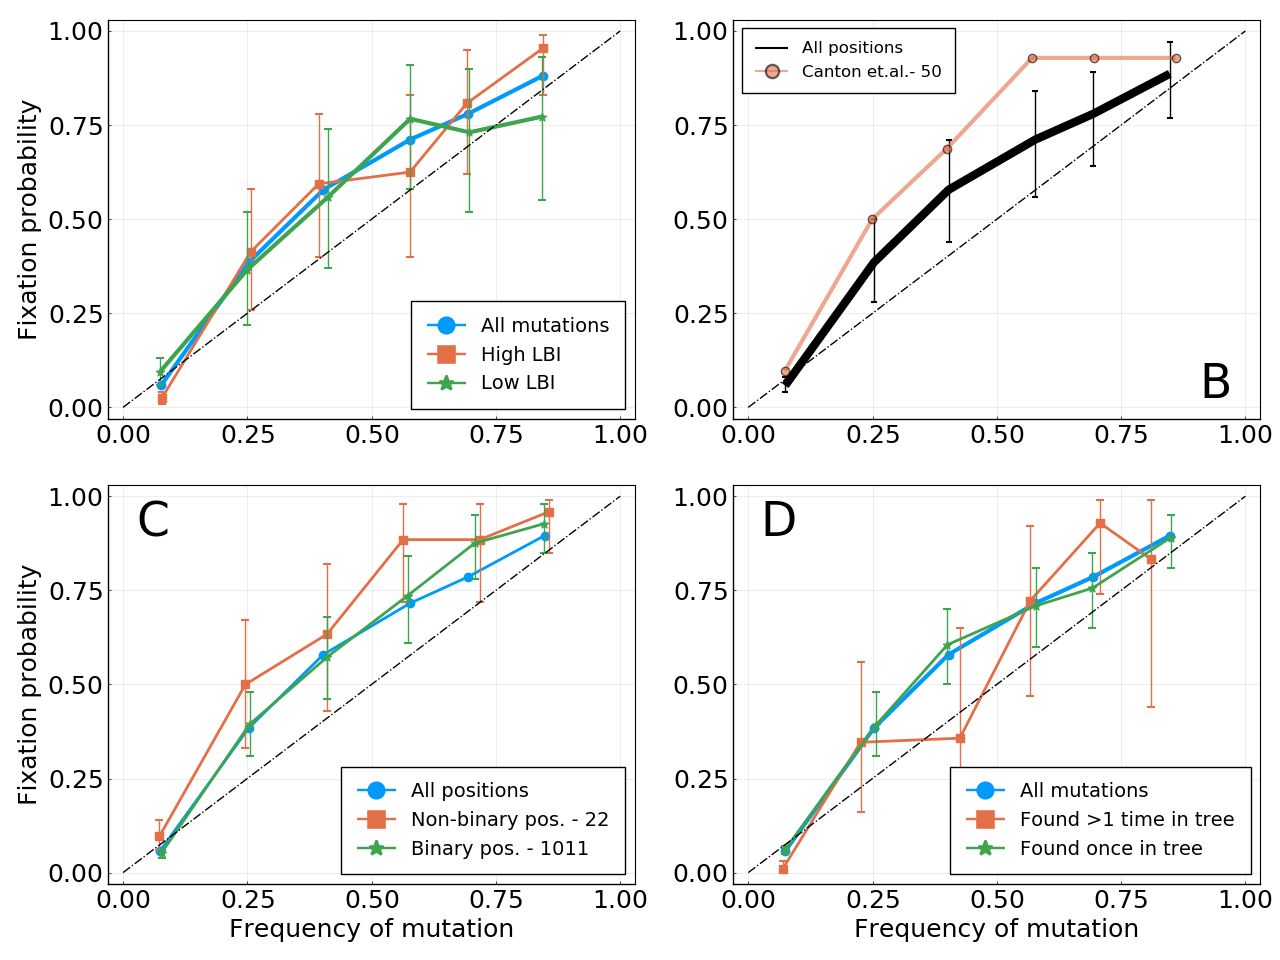 Fixation probability
1.00
0.75
0.50
0.25
0.00
0.00 0.25 0.50 0.75 1.00
All mutations
High LBI
Low LBI
1.00
0.75
0.50
0.25
0.00
0.00 0.25 0.50 0.75 1.00
All positions
Canton et.al.- 50
B
Fixation probability
1.00
0.75
0.50
0.25
0.00
0.00 0.25 0.50 0.75 1.00
Frequency of mutation
C
All positions
Non-binary pos. - 22
Binary pos. - 1011
1.00
0.75
0.50
0.25
0.00
0.00 0.25 0.50 0.75 1.00
Frequency of mutation
D
All mutations
Found >1 time in tree
Found once in tree